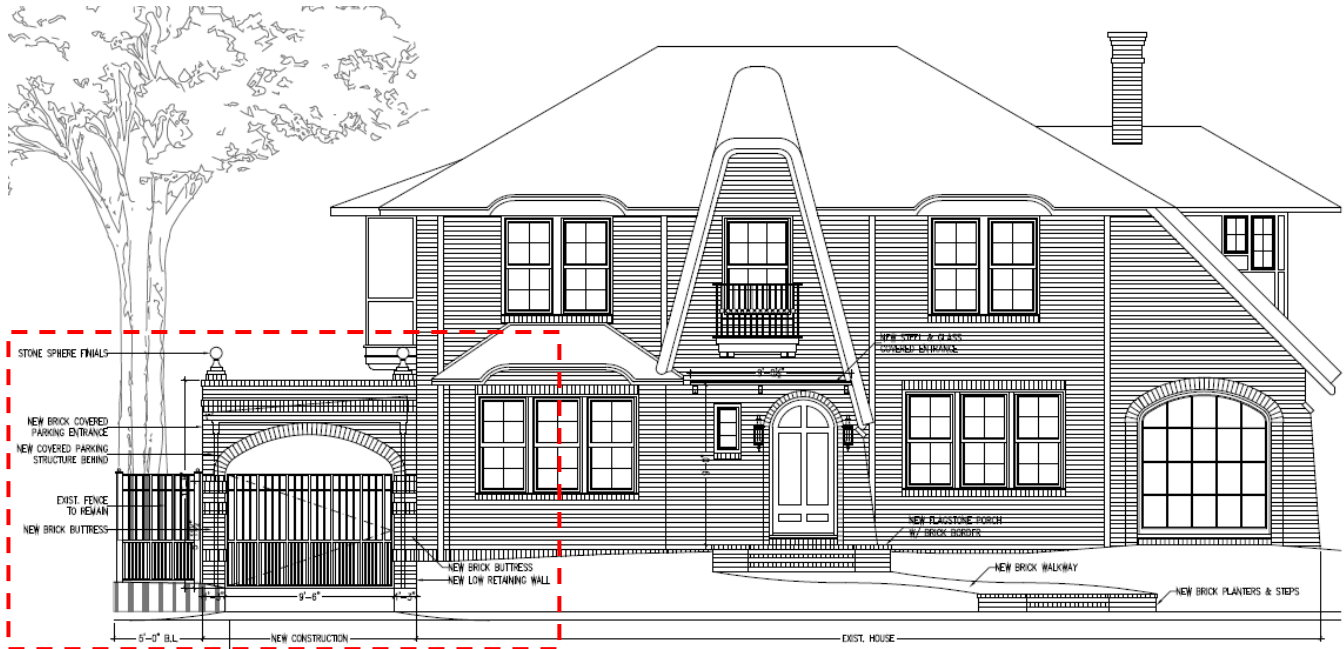 STONE SPHERE FINIALS
NEW BRICK COVERED
PARKING ENTRANCE
NEW COVERED PARKING
STRUCTURE BEHIND
EXIST. FENCE
TO REMAIN
NEW BRICK BUTTRESS
NEW STEEL & GLASS
COVERED ENTRANCE
NEW FLAGSTONE PORCH
W/ BRICK BORDER
NEW BRICK BUTTRESS
NEW LOW RETAINING WALL
NEW BRICK WALKWAY
NEW BRICK PLANTERS & STEPS
9'-6"
5'-0" B.L.
NEW CONSTRUCTION
EXIST. HOUSE